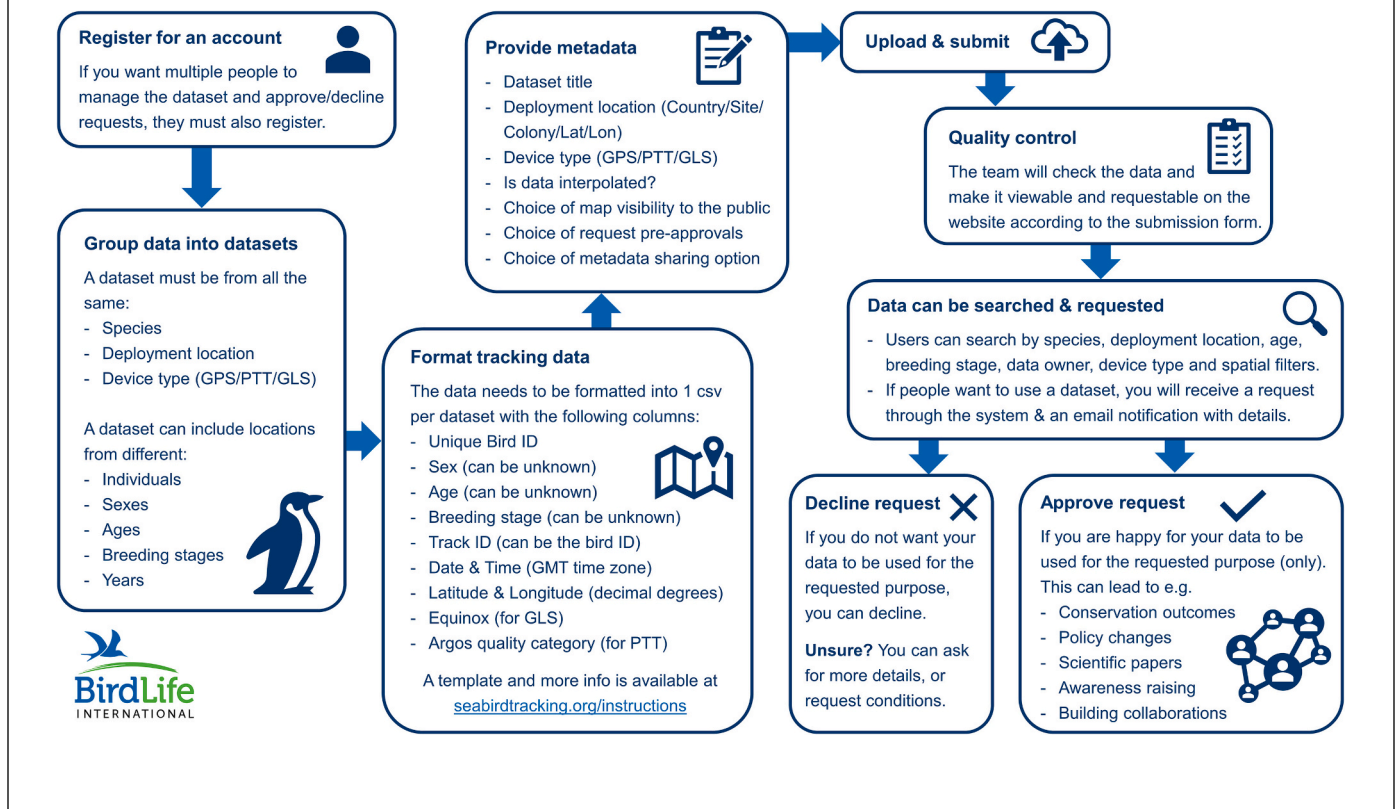 Register for an account
If you want multiple people to
manage the dataset and approve/decline
requests, they must also register.
Group data into datasets
A dataset must be from all the
same:
- Species
- Deployment location
- Device type (GPS/PTT/GLS)
A dataset can include locations
from different:
- Individuals
- Sexes
- Ages
- Breeding stages
- Years
Format tracking data
The data needs to be formatted into 1 csv
per dataset with the following columns:
- Unique Bird ID
- Sex (can be unknown)
- Age (can be unknown)
- Breeding stage (can be unknown)
- Track ID (can be the bird ID)
- Date & Time (GMT time zone)
- Latitude & Longitude (decimal degrees)
- Equinox (for GLS)
- Argos quality category (for PTT)
A template and more info is available at
seabirdtracking.org/instructions
Provide metadata
- Dataset title
- Deployment location (Country/Site/
Colony/Lat/Lon)
- Device type (GPS/PTT/GLS)
- Is data interpolated?
- Choice of map visibility to the public
- Choice of request pre-approvals
- Choice of metadata sharing option
Upload & submit
Quality control
The team will check the data and
make it viewable and requestable on the
website according to the submission form.
Data can be searched & requested
- Users can search by species, deployment location, age,
breeding stage, data owner, device type and spatial filters.
- If people want to use a dataset, you will receive a request
through the system & an email notification with details.
Decline request
If you do not want your
data to be used for the
requested purpose,
you can decline.
Unsure? You can ask
for more details, or
request conditions.
Approve request
If you are happy for your data to be
used for the requested purpose (only).
This can lead to e.g.
- Conservation outcomes
- Policy changes
- Scientific papers
- Awareness raising
- Building collaborations
BirdLife
INTERNATIONAL